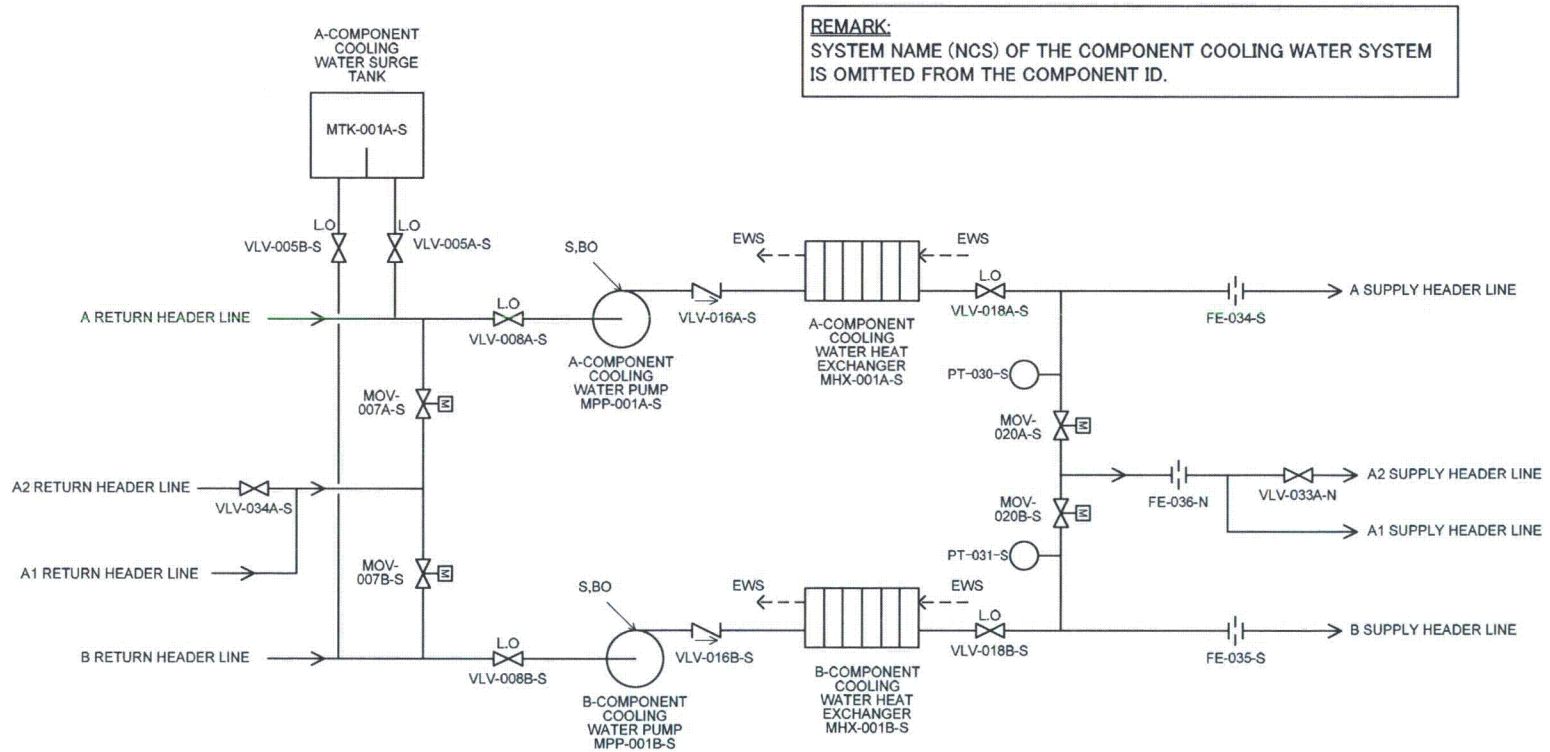 REMARK:
SYSTEM NAME (NCS) OF THE COMPONENT COOLING WATER SYSTEM
IS OMITTED FROM THE COMPONENT ID.
A-COMPONENT
COOLING
WATER SURGE
TANK
MTK-001A-S
L.O
VLV-005B-S
L.O
VLV-005A-S
A RETURN HEADER LINE
L.O
VLV-008A-S
S,BO
A-COMPONENT
COOLING
WATER PUMP
MPP-001A-S
VLV-016A-S
EWS
EWS
A-COMPONENT
COOLING
WATER HEAT
EXCHANGER
MHX-001A-S
L.O
VLV-018A-S
FE-034-S
A SUPPLY HEADER LINE
MOV-
007A-S
M
PT-030-S
MOV-
020A-S
M
A2 RETURN HEADER LINE
VLV-034A-S
A1 RETURN HEADER LINE
MOV-
007B-S
M
MOV-
020B-S
M
PT-031-S
FE-036-N
VLV-033A-N
A2 SUPPLY HEADER LINE
A1 SUPPLY HEADER LINE
B RETURN HEADER LINE
L.O
VLV-008B-S
S,BO
B-COMPONENT
COOLING
WATER PUMP
MPP-001B-S
VLV-016B-S
EWS
EWS
B-COMPONENT
COOLING
WATER HEAT
EXCHANGER
MHX-001B-S
L.O
VLV-018B-S
FE-035-S
B SUPPLY HEADER LINE